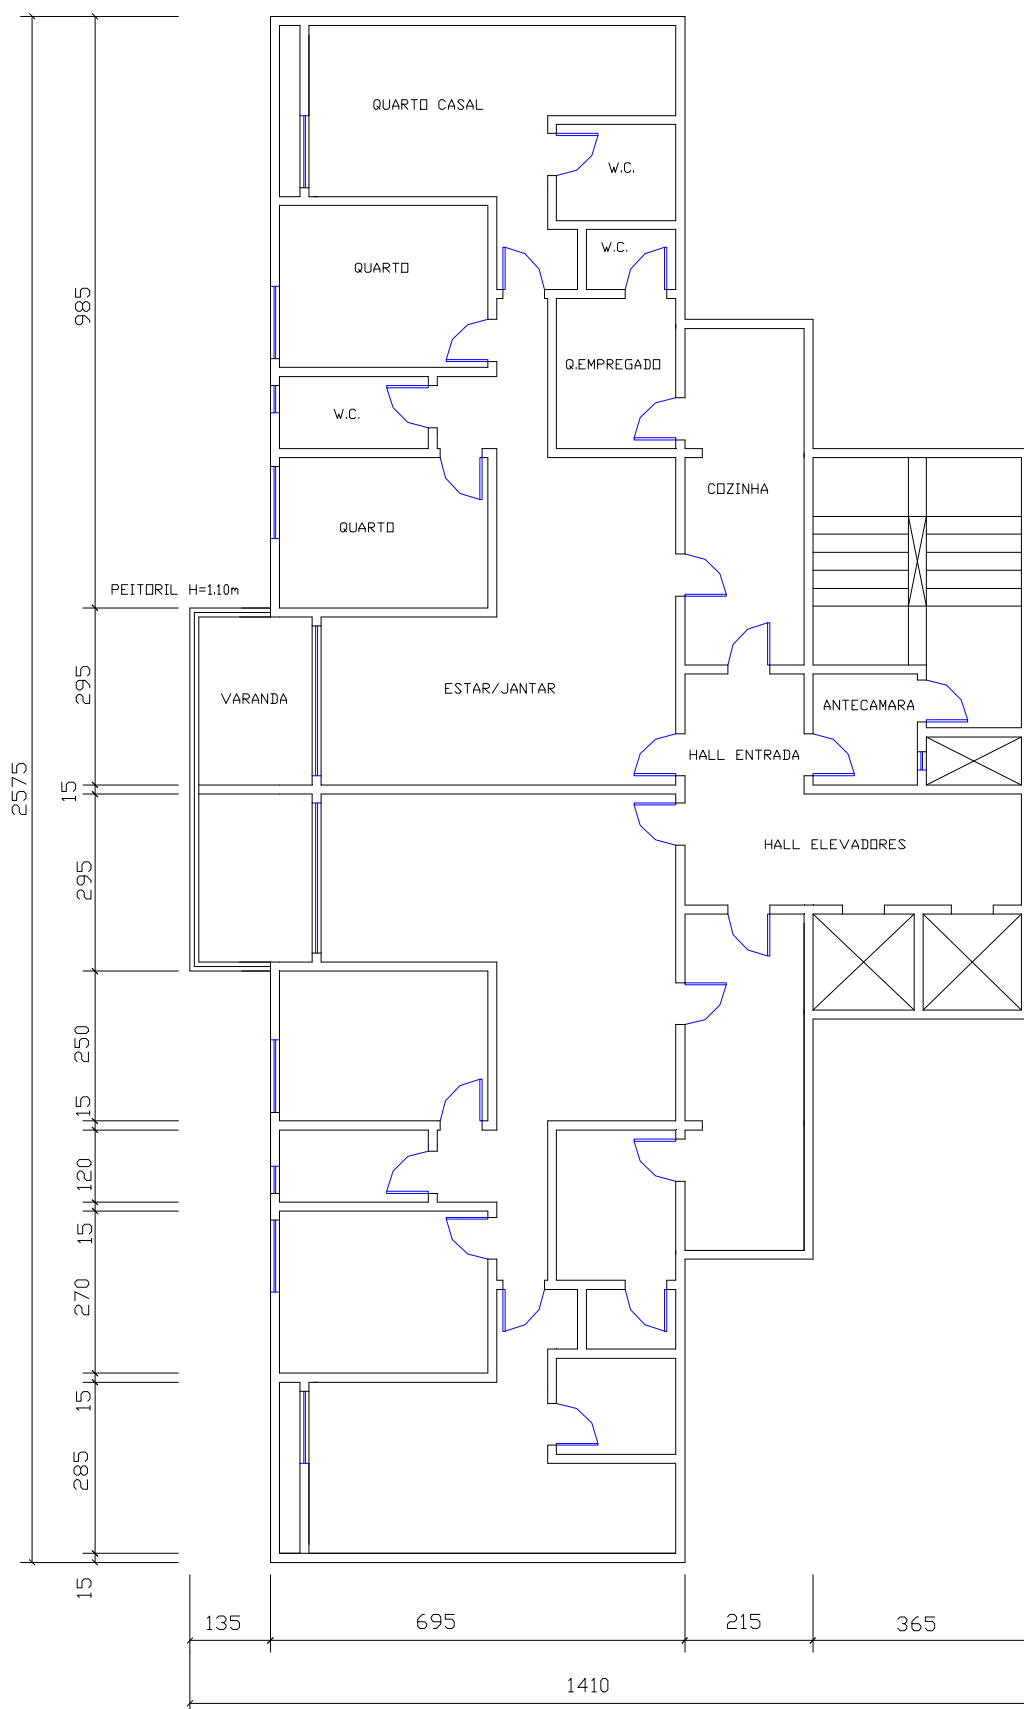 QUARTO CASAL
W.C.
W.C.
QUARTO
985
Q.EMPREGADO
W.C.
COZINHA
QUARTO
PEITORIL H=1.10m
295
VARANDA
ESTAR/JANTAR
ANTECAMARA
HALL ENTRADA
2575
15
HALL ELEVADORES
295
250
15
120
15
270
15
285
15
135
695
215
365
1410